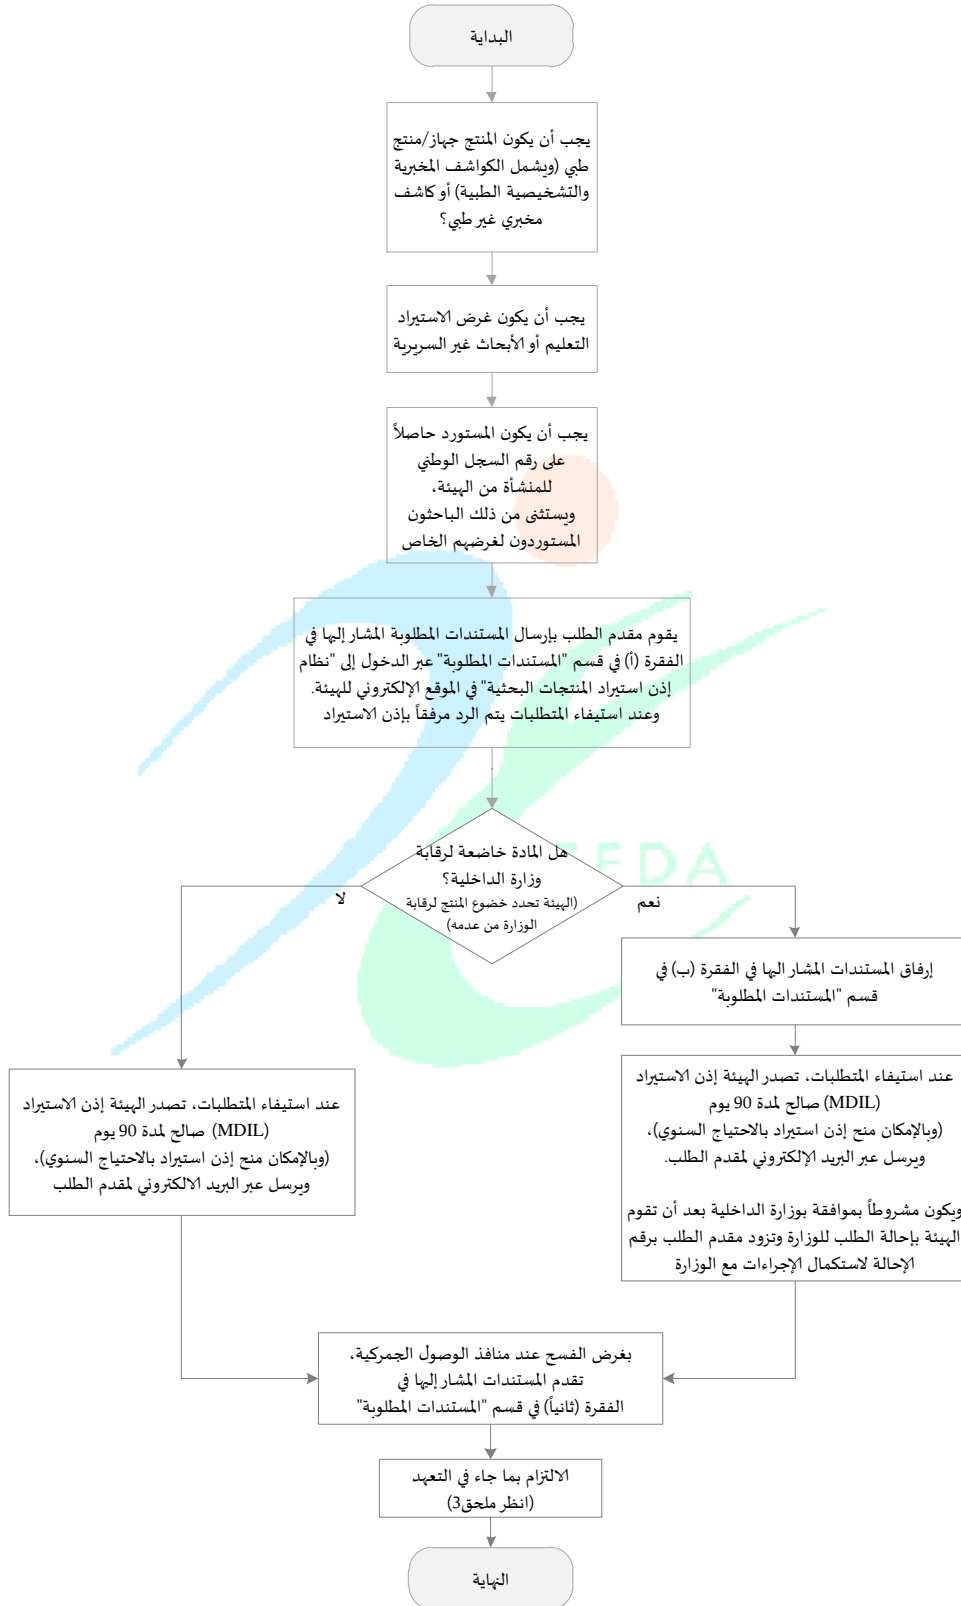 البداية
يجب أن يكون المنتج جهاز/منتج
طبي (ويشمل الكواشف المخبرية
والتشخيصية الطبية) أو كاشف
مخبري غير طبي؟
يجب أن يكون غرض الاستيراد
التعليم أو الأبحاث غير السريرية
يجب أن يكون المستورد حاصلاً
على رقم السجل الوطني
للمنشأة من الهيئة،
ويستثنى من ذلك الباحثون
المستوردون لغرضهم الخاص
يقوم مقدم الطلب بإرسال المستندات المطلوبة المشار إليها في
الفقرة (أ) في قسم "المستندات المطلوبة" عبر الدخول إلى "نظام
إذن استيراد المنتجات البحثية" في الموقع الإلكتروني للهيئة.
وعند استيفاء المتطلبات يتم الرد مرفقاً بإذن الاستيراد
هل المادة خاضعة لرقابة
وزارة الداخلية؟
(الهيئة تحدد خضوع المنتج لرقابة
الوزارة من عدمه)
نعم
لا
إرفاق المستندات المشار اليها في الفقرة (ب) في
قسم "المستندات المطلوبة"
عند استيفاء المتطلبات، تصدر الهيئة إذن الاستيراد
(MDIL) صالح لمدة 90 يوم
(وبالإمكان منح إذن استيراد بالاحتياج السنوي)،
ويرسل عبر البريد الإلكتروني لمقدم الطلب.
ويكون مشروطاً بموافقة بوزارة الداخلية بعد أن تقوم
الهيئة بإحالة الطلب للوزارة وتزود مقدم الطلب برقم
الإحالة لاستكمال الإجراءات مع الوزارة
عند استيفاء المتطلبات، تصدر الهيئة إذن الاستيراد
(MDIL) صالح لمدة 90 يوم
(وبالإمكان منح إذن استيراد بالاحتياج السنوي)،
ويرسل عبر البريد الالكتروني لمقدم الطلب
بغرض الفسح عند منافذ الوصول الجمركية،
تقدم المستندات المشار إليها في
الفقرة (ثانياً) في قسم "المستندات المطلوبة"
الالتزام بما جاء في التعهد
(انظر ملحق3)
النهاية